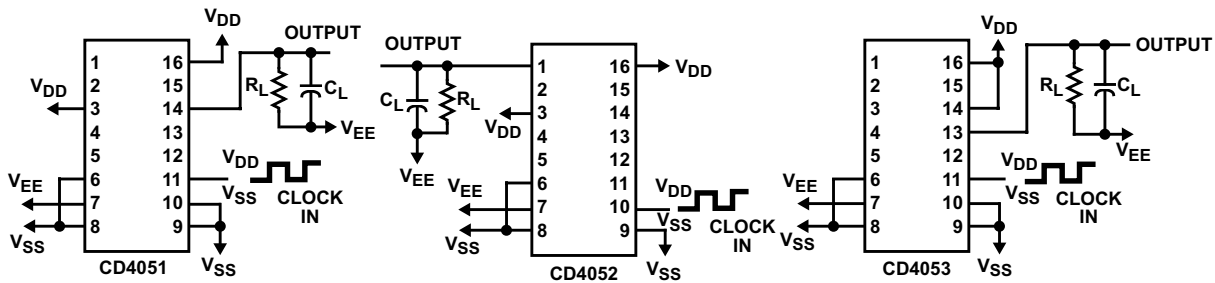 VDD
OUTPUT
1 16
2 15
VDD 3 14
4 13
5 12
6 11
VEE 7 10
VSS 8 9
RL CL
VEE
VDD
VSS
CLOCK
IN
VSS
CD4051
OUTPUT
1 16 VDD
2 15
VDD 3 14
4 13
5 12
6 11
VEE 7 10
VSS 8 9
CL RL
VEE
VDD
VSS
CLOCK
IN
VSS
CD4052
VDD
OUTPUT
1 16
2 15
3 14
4 13
5 12
6 11
VEE 7 10
VSS 8 9
RL CL
VEE
VDD
VSS
CLOCK
IN
VSS
CD4053